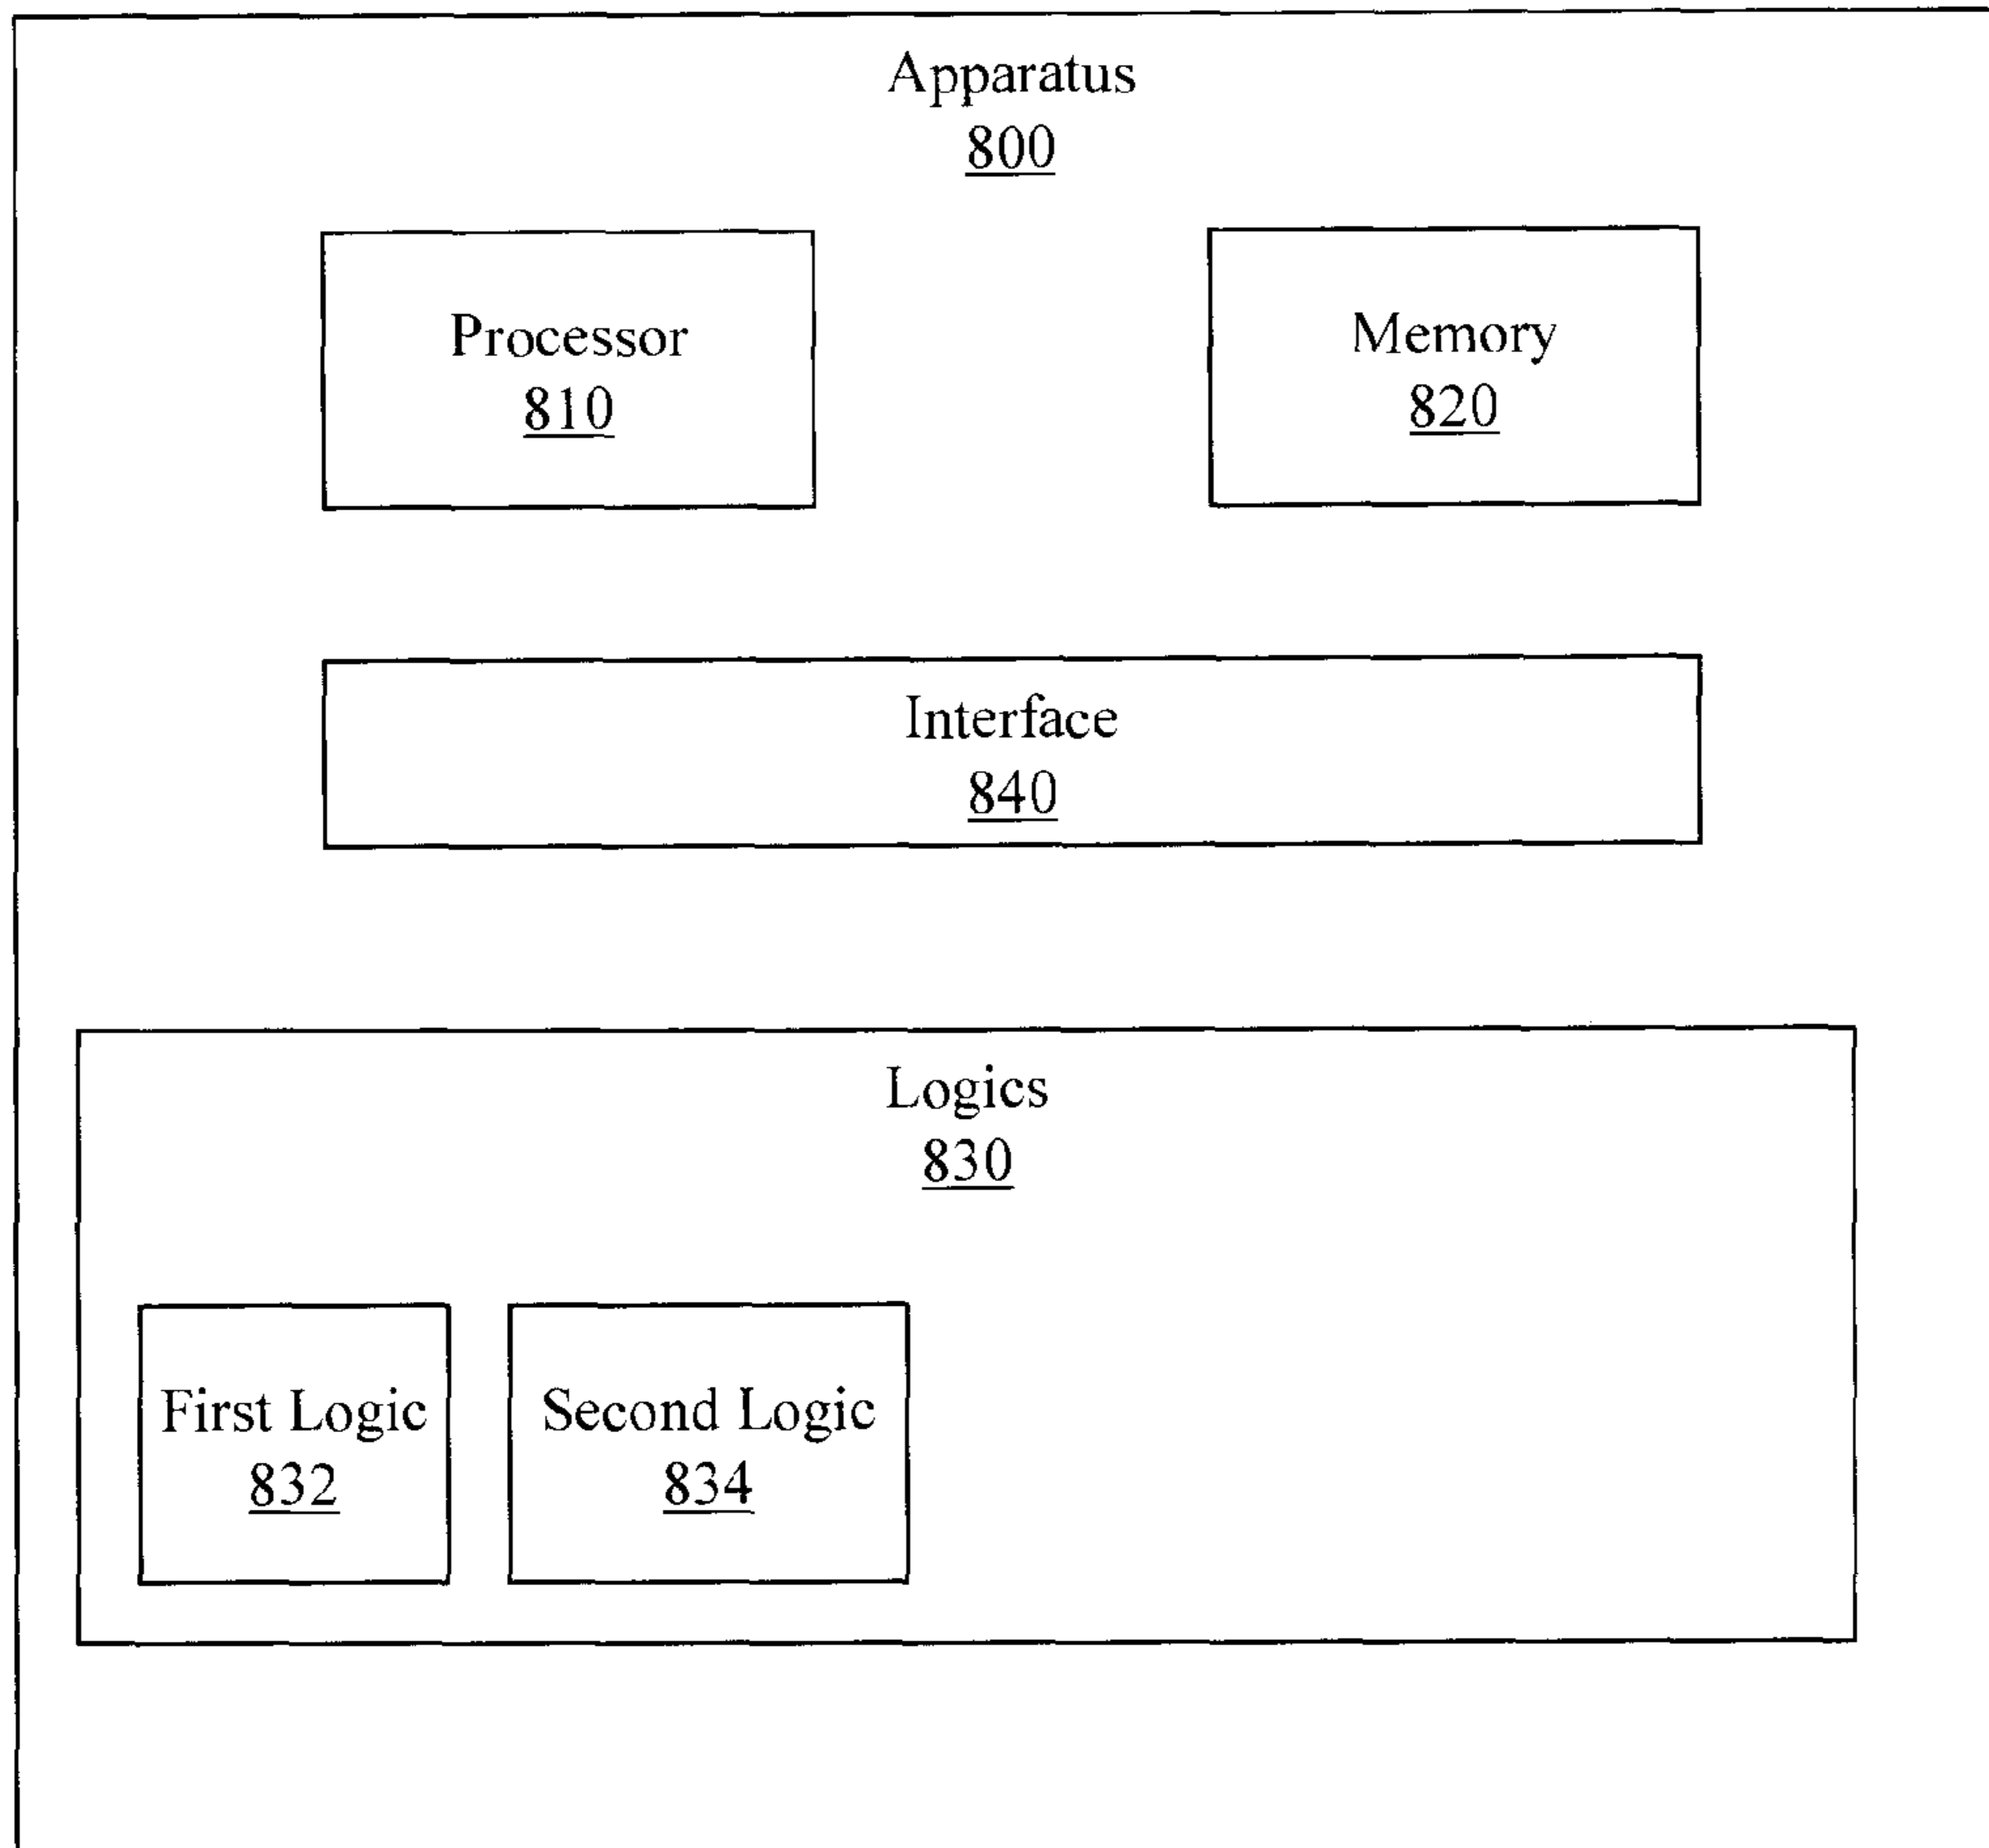 Apparatus
800
Processor
810
Memory
820
Interface
840
Logics
830
First Logic
832
Second Logic
834